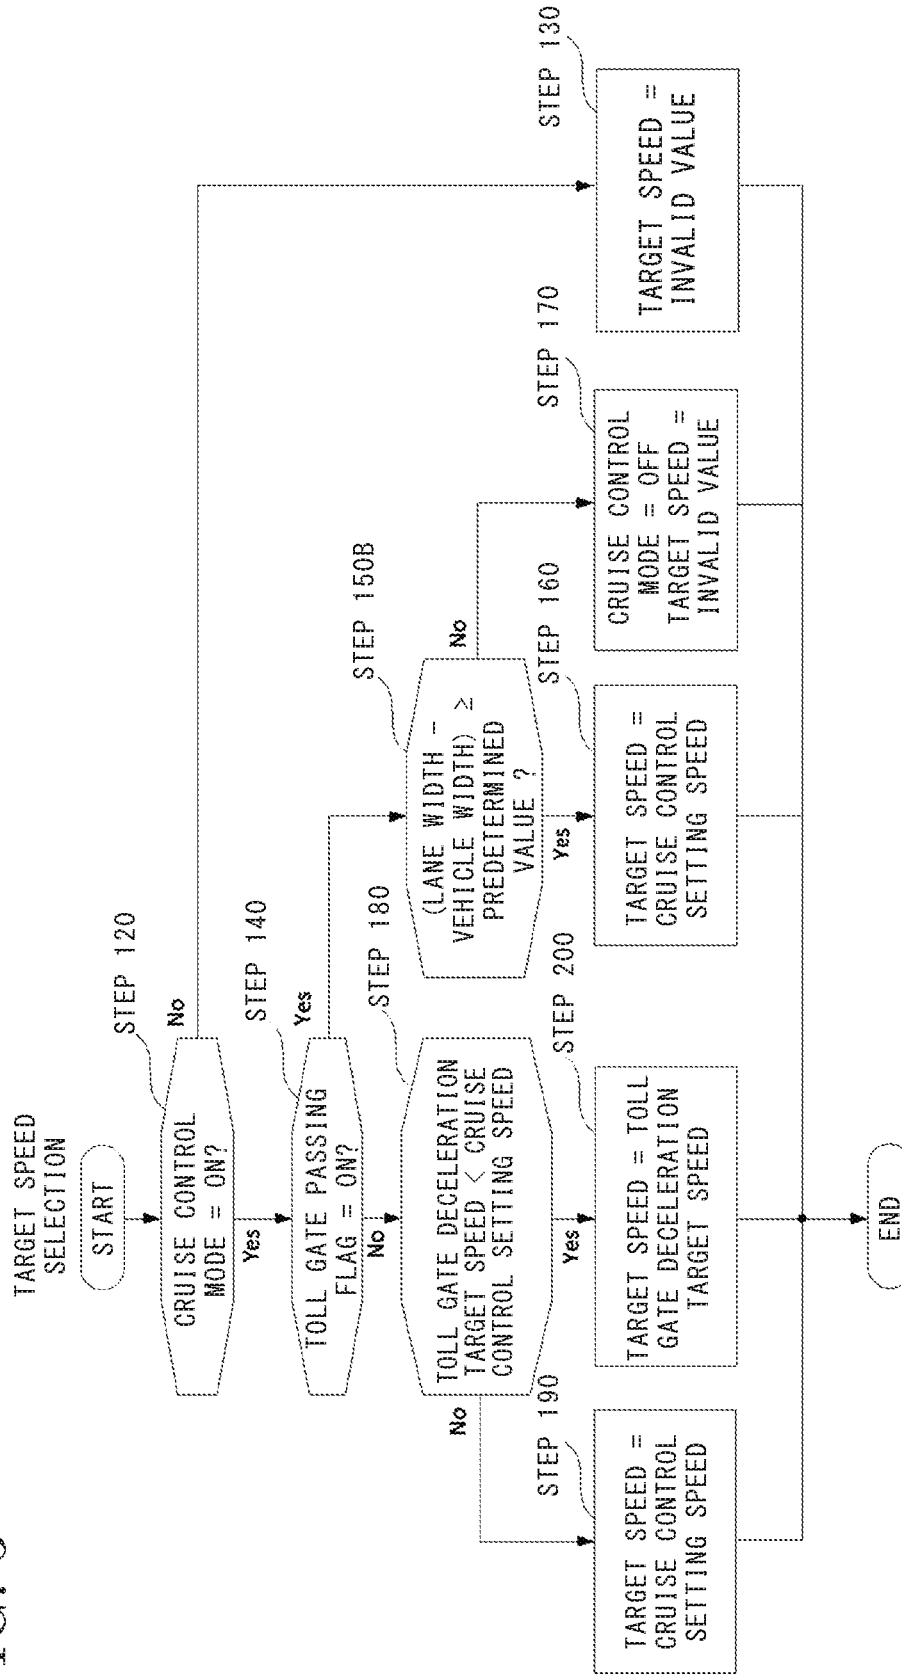 TARGET SPEED
SELECTION
START
STEP 120
CRUISE CONTROL
MODE = ON?
No
Yes
STEP 140
TOLL GATE PASSING
FLAG = ON?
Yes
No
STEP 180
TOLL GATE DECELERATION
TARGET SPEED < CRUISE
CONTROL SETTING SPEED
No
Yes
STEP 150B
(LANE WIDTH -
VEHICLE WIDTH) ≥
PREDETERMINED
VALUE ?
No
Yes
STEP 190
TARGET SPEED =
CRUISE CONTROL
SETTING SPEED
STEP 200
TARGET SPEED = TOLL
GATE DECELERATION
TARGET SPEED
STEP 160
TARGET SPEED =
CRUISE CONTROL
SETTING SPEED
STEP 170
CRUISE CONTROL
MODE = OFF
TARGET SPEED =
INVALID VALUE
STEP 130
TARGET SPEED =
INVALID VALUE
END